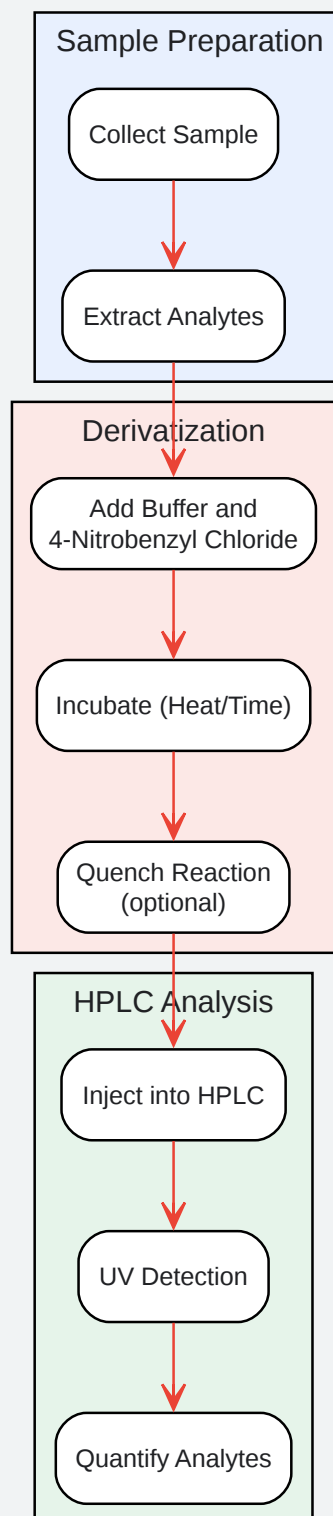 Sample Preparation
Collect Sample
Extract Analytes
Derivatization
Add Buffer and
4-Nitrobenzyl Chloride
Incubate (Heat/Time)
Quench Reaction
(optional)
HPLC Analysis
Inject into HPLC
UV Detection
Quantify Analytes